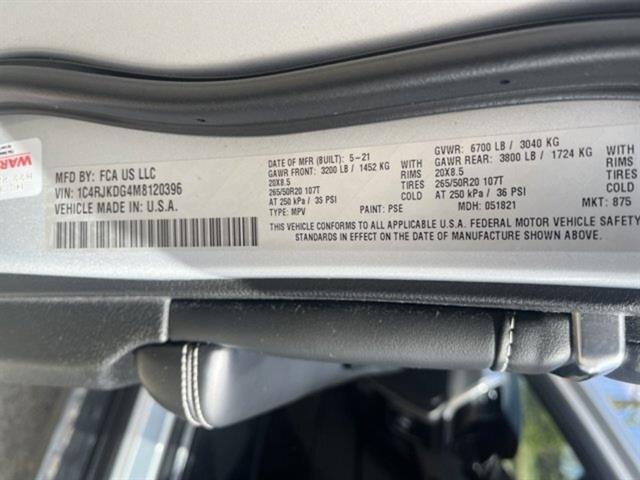 WARN
MFD BY: FCA US LLC
VIN: 1C4RJKDG4M8120396
VEHICLE MADE IN U.S.A.
DATE OF MFR (BUILT): 5-21
GAWR FRONT: 3200 LB / 1452 KG
20X8.5
265/50R20 107T
AT 250 kPa / 36 PSI
TYPE: MPV PAINT: PSE
WITH
RIMS
TIRES
COLD
GVWR: 6700 LB / 3040 KG
GAWR REAR: 3800 LB / 1724 KG
20X8.5
265/50R20 107T
AT 250 kPa / 35 PSI
MDH: 051821
WITH
RIMS
TIRES
COLD
MKT: 875
THIS VEHICLE CONFORMS TO ALL APPLICABLE U.S.A. FEDERAL MOTOR VEHICLE SAFETY
STANDARDS IN EFFECT ON THE DATE OF MANUFACTURE SHOWN ABOVE.